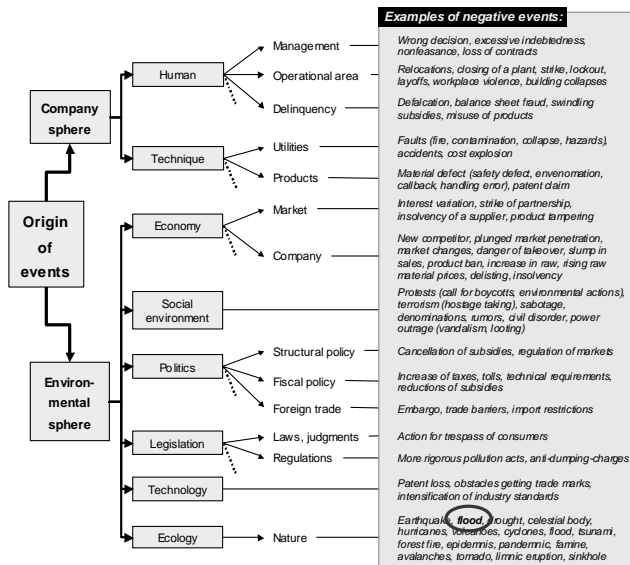 Examples of negative events:
Company
sphere
Origin
of
events
Environ-
mental
sphere
Human
Management
Wrong decision, excessive indebtedness,
nonfeasance, loss of contracts
Operational area
Relocations, closing of a plant, strike, lockout,
layoffs, workplace violence, building collapses
Delinquency
Defalcation, balance sheet fraud, swindling
subsidies, misuse of products
Technique
Utilities
Faults (fire, contamination, collapse, hazards),
accidents, cost explosion
Products
Material defect (safety defect, envenomation,
callback, handling error), patent claim
Economy
Market
Interest variation, strike of partnership,
insolvency of a supplier, product tampering
Company
New competitor, plunged market penetration,
market changes, danger of takeover, slump in
sales, product ban, increase in raw, rising raw
material prices, delisting, insolvency
Social
environment
Protests (call for boycotts, environmental actions),
terrorism (hostage taking), sabotage,
denominations, rumors, civil disorder, power
outrage (vandalism, looting)
Politics
Structural policy
Cancellation of subsidies, regulation of markets
Fiscal policy
Increase of taxes, tolls, technical requirements,
reductions of subsidies
Foreign trade
Embargo, trade barriers, import restrictions
Legislation
Laws, judgments
Action for trespass of consumers
Regulations
More rigorous pollution acts, anti-dumping-charges
Technology
Patent loss, obstacles getting trade marks,
intensification of industry standards
Ecology
Nature
Earthquake, flood, drought, celestial body,
hurricanes, volcanoes, cyclones, flood, tsunami,
forest fire, epidemnis, pandemnic, famine,
avalanches, tornado, limnic eruption, sinkhole